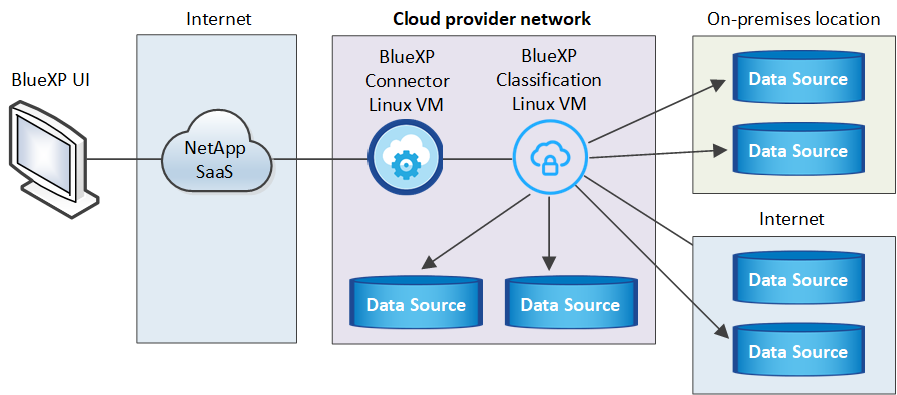 Internet
Cloud provider network
On-premises location
BlueXP UI
NetApp
SaaS
BlueXP
Connector
Linux VM
BlueXP
Classification
Linux VM
Data Source
Data Source
Data Source
Data Source
Internet
Data Source
Data Source